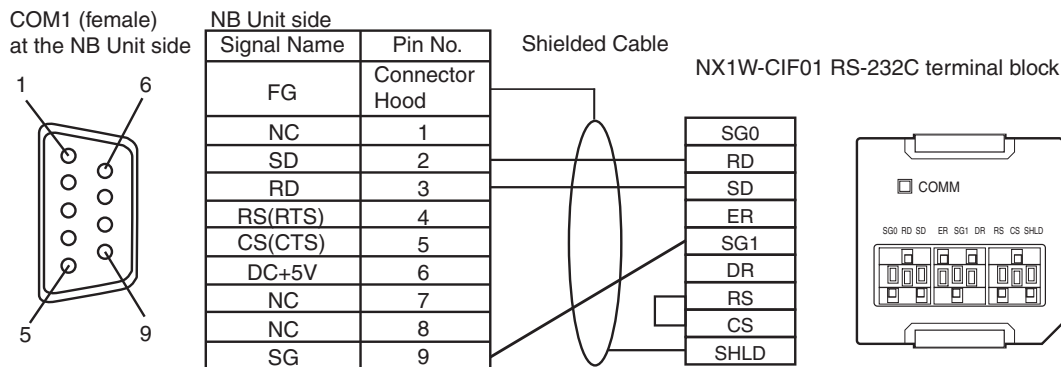 COM1 (female)
at the NB Unit side
1
6
5
9
NB Unit side
Signal Name Pin No.
FG Connector Hood
NC 1
SD 2
RD 3
RS(RTS) 4
CS(CTS) 5
DC+5V 6
NC 7
NC 8
SG 9
Shielded Cable
NX1W-CIF01 RS-232C terminal block
SG0
RD
SD
ER
SG1
DR
RS
CS
SHLD
COMM
SG0 RD SD ER SG1 DR RS CS SHLD